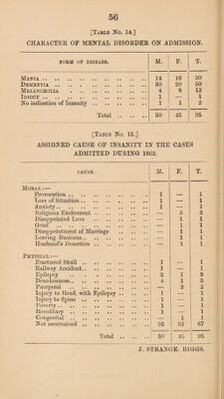 56
[TABLE No. 14.]
CHARACTER OF MENTAL DISORDER ON ADMISSION.
FORM OF DISEASE. M. F. T.
MANIA 14 16 30
DEMENTIA 30 20 50
MELANCHOLIA 4 8 12
IDIOCY 1 — 1
No indication of Insanity 1 1 2
Total 50 45 95
[TABLE No. 15.]
ASSIGNED CAUSE OF INSANITY IN THE CASES
ADMITTED DURING 1862.
CAUSE. M. F. T.
MORAL:—
Provocation 1 — 1
Loss of Situation 1 — 1
Anxiety 1 — 1
Religious Excitement — 3 3
Disappointed Love — 1 1
Grief — 1 1
Disappointment of Marriage — 1 1
Leaving Business — 1 1
Husband's Desertion — 1 1
PHYSICAL:—
Fractured Skull 1 — 1
Railway Accident 1 — 1
Epilepsy 2 1 3
Drunkenness 4 1 5
Puerperal — 2 2
Injury to Head, with Epilepsy 1 — 1
Injury to Spine 1 — 1
Poverty 1 — 1
Hereditary 1 — 1
Congenital — 1 1
Not ascertained 35 32 67
Total 50 45 95
J. STRANGE BIGGS.